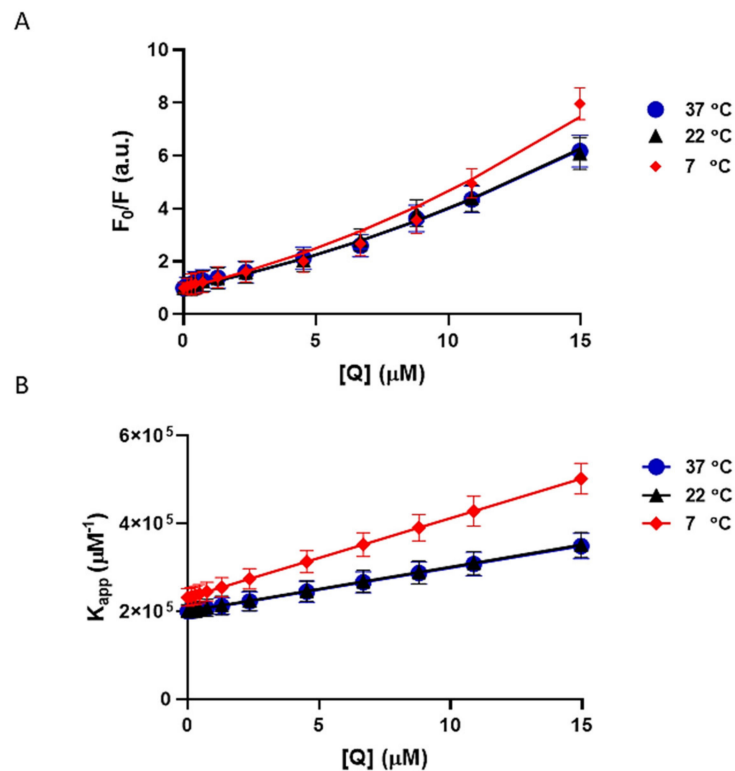 A
10
8
6
4
2
0
F₀/F (a.u.)
0 5 10 15
[Q] (μM)
37 °C
22 °C
7 °C
B
6×10⁵
4×10⁵
2×10⁵
0
Kapp (μM⁻¹)
0 5 10 15
[Q] (μM)
37 °C
22 °C
7 °C